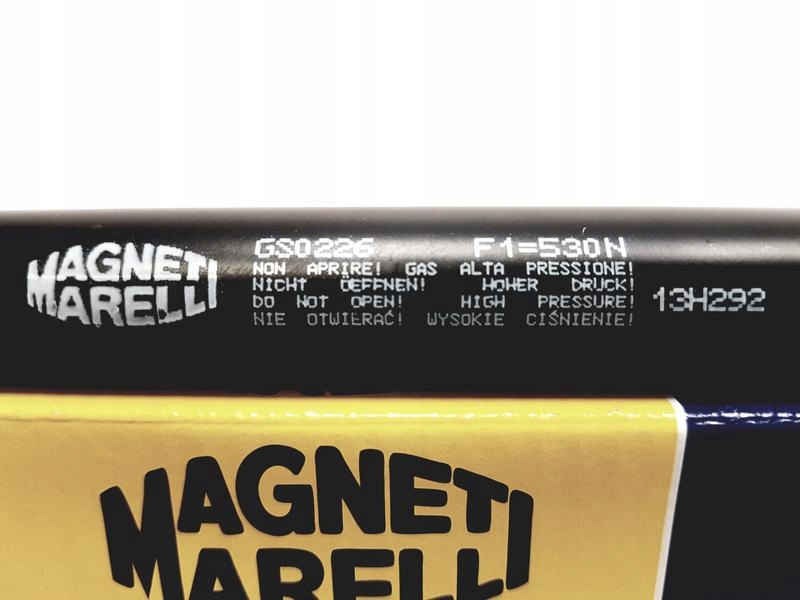 MAGNETI
MARELLI
GS0226 F1=530N
NON APRIRE! GAS ALTA PRESSIONE!
NICHT ÖEFFNEN! HOHER DRUCK!
DO NOT OPEN! HIGH PRESSURE!
NIE OTWIERAĆ! WYSOKIE CIŚNIENIE!
13H292
MAGNETI
MARELLI